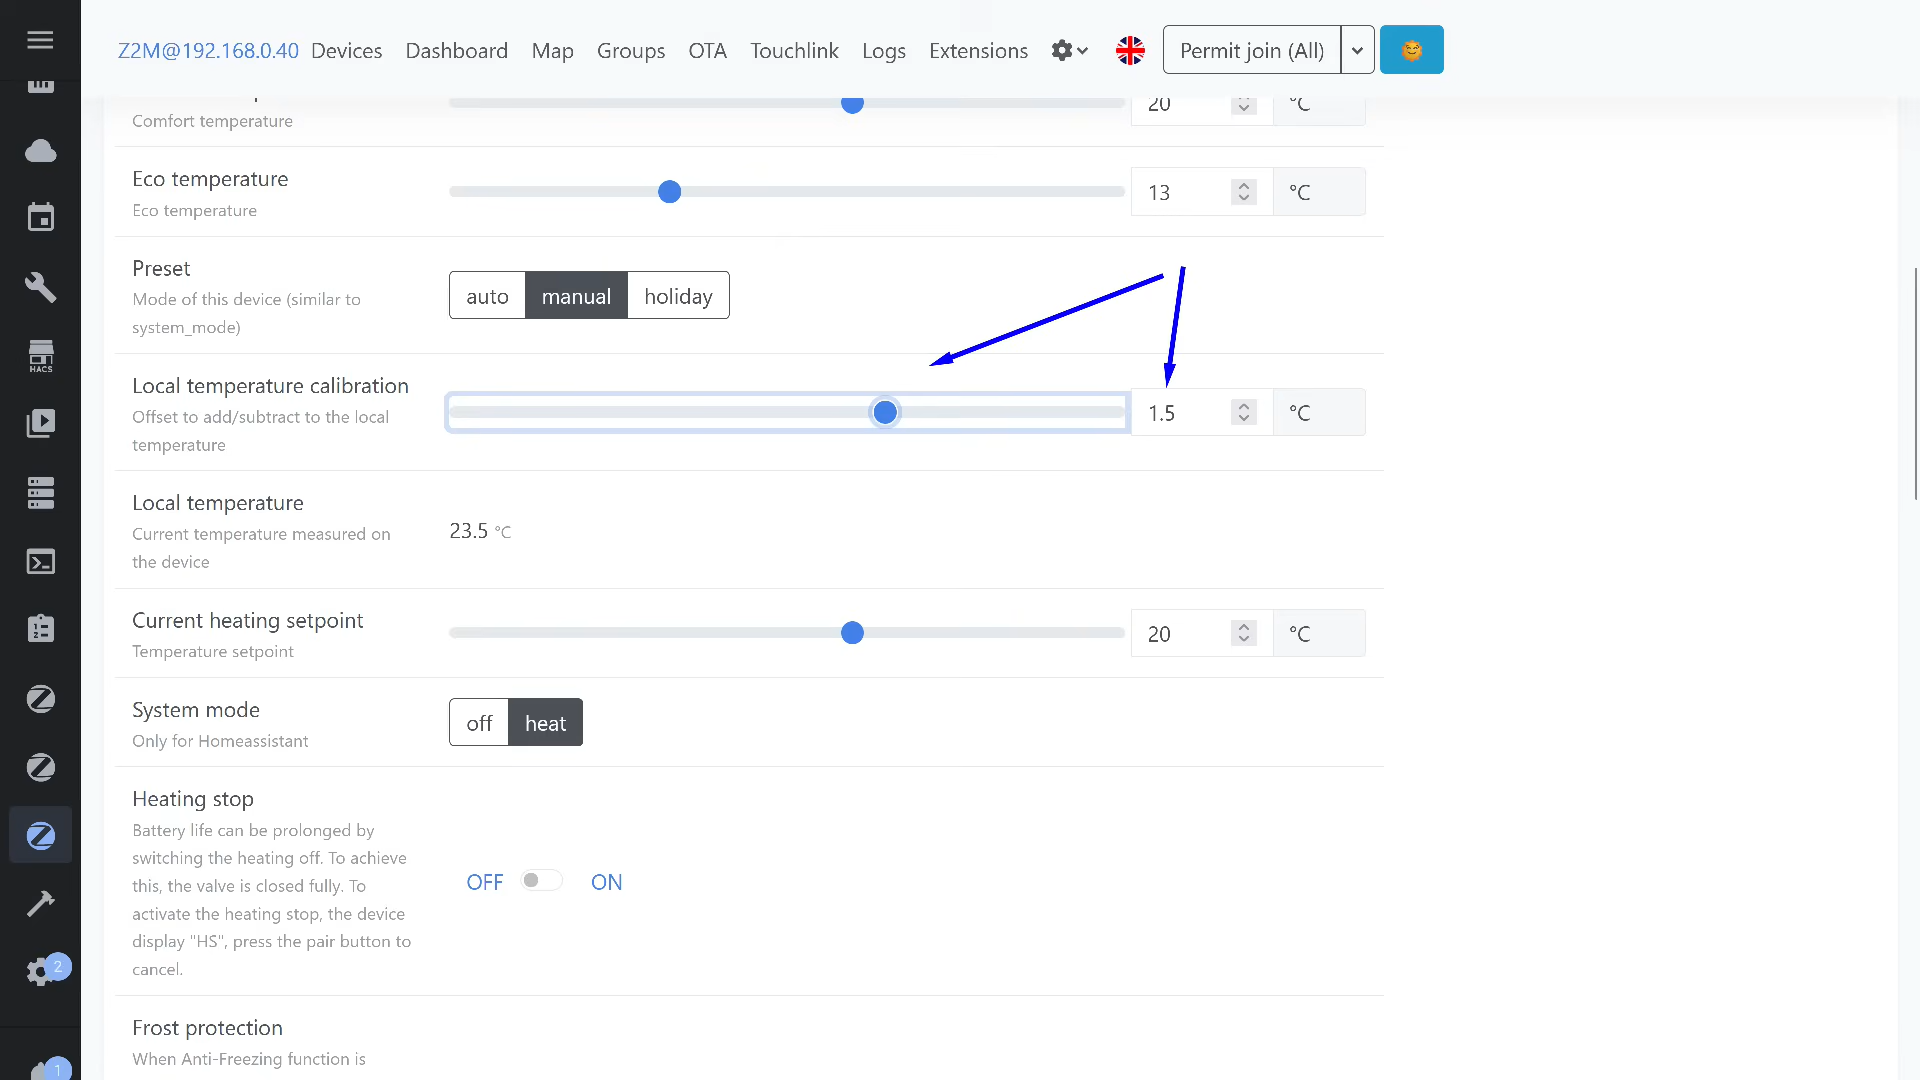 Z2M@192.168.0.40 Devices Dashboard Map Groups OTA Touchlink Logs Extensions Permit join (All)
20 °C
Comfort temperature
Eco temperature
Eco temperature
13 °C
Preset
Mode of this device (similar to
system_mode)
auto manual holiday
Local temperature calibration
Offset to add/subtract to the local
temperature
1.5 °C
Local temperature
Current temperature measured on
the device
23.5 °C
Current heating setpoint
Temperature setpoint
20 °C
System mode
Only for Homeassistant
off heat
Heating stop
Battery life can be prolonged by
switching the heating off. To achieve
this, the valve is closed fully. To
activate the heating stop, the device
display "HS", press the pair button to
cancel.
OFF ON
Frost protection
When Anti-Freezing function is
HACS
2
1